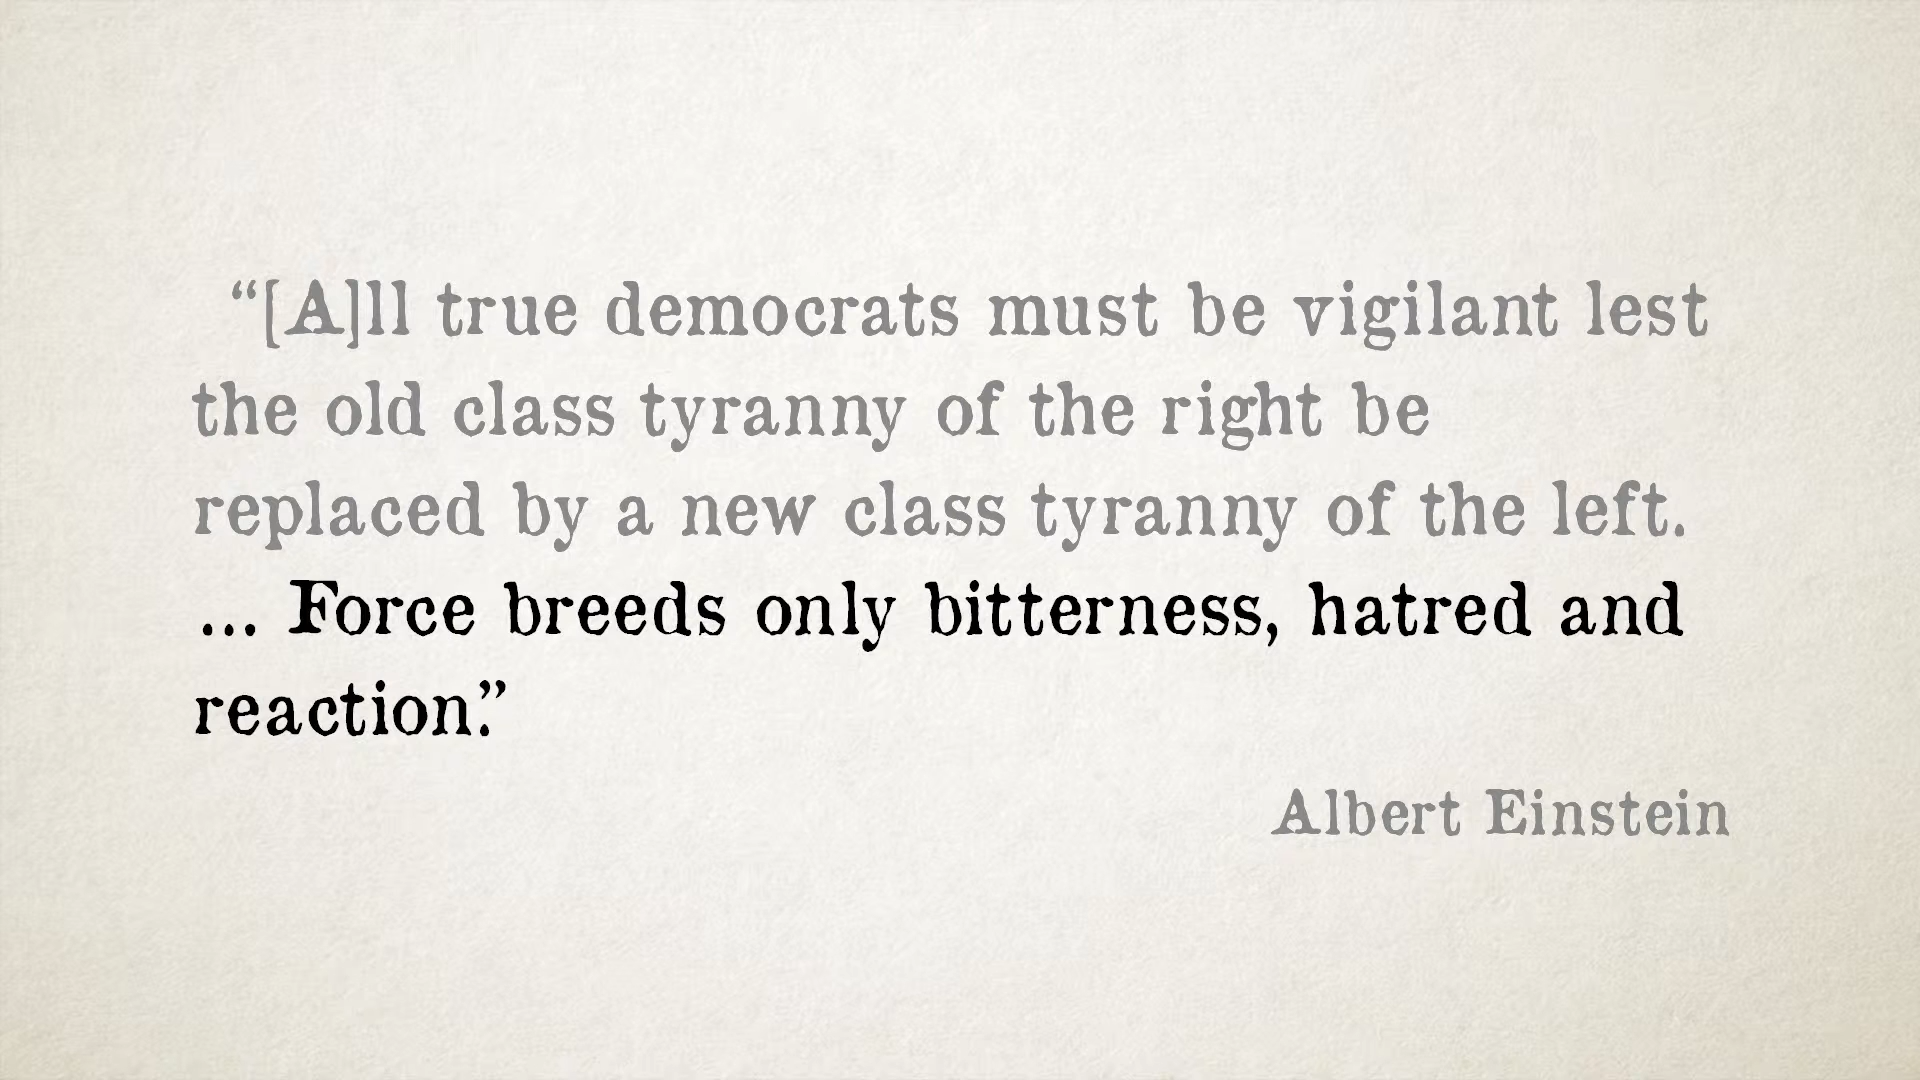 “[A]ll true democrats must be vigilant lest
the old class tyranny of the right be
replaced by a new class tyranny of the left.
... Force breeds only bitterness, hatred and
reaction.”
Albert Einstein